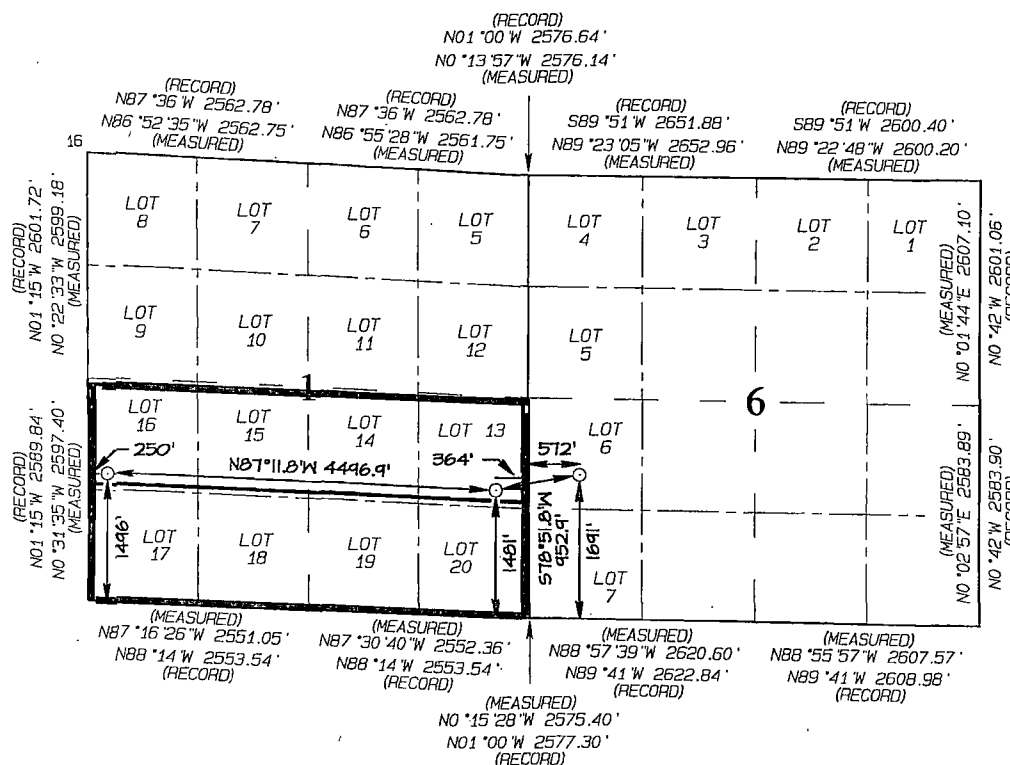 (RECORD)
N01°00'W 2576.64'
N0°13'57"W 2576.14'
(MEASURED)
(RECORD)
N87°36'W 2562.78'
N86°52'35"W 2562.75'
(MEASURED)
(RECORD)
N87°36'W 2562.78'
N86°55'28"W 2561.75'
(MEASURED)
(RECORD)
S89°51'W 2651.88'
N89°23'05"W 2652.96'
(MEASURED)
(RECORD)
S89°51'W 2600.40'
N89°22'48"W 2600.20'
(MEASURED)
16
(RECORD)
N01°15'W 2601.72'
N0°22'33"W 2599.18'
(MEASURED)
LOT
8
LOT
7
LOT
6
LOT
5
LOT
4
LOT
3
LOT
2
LOT
1
(MEASURED)
N0°01'44"E 2607.10'
N0°42'W 2601.06'
(RECORD)
LOT
9
LOT
10
LOT
11
LOT
12
LOT
5
1
6
(RECORD)
N01°15'W 2589.84'
N0°31'35"W 2597.40'
(MEASURED)
LOT
16
LOT
15
LOT
14
LOT 13
LOT
6
250'
N87°11.8'W 4496.9'
364'
572'
1496'
1481'
S78°51.8'W
952.9'
1691'
LOT
17
LOT
18
LOT
19
LOT
20
LOT
7
(MEASURED)
N0°02'57"E 2583.89'
N0°42'W 2583.90'
(RECORD)
(MEASURED)
N87°16'26"W 2551.05'
N88°14'W 2553.54'
(RECORD)
(MEASURED)
N87°30'40"W 2552.36'
N88°14'W 2553.54'
(RECORD)
(MEASURED)
N88°57'39"W 2620.60'
N89°41'W 2622.84'
(RECORD)
(MEASURED)
N88°55'57"W 2607.57'
N89°41'W 2608.98'
(RECORD)
(MEASURED)
N0°15'28"W 2575.40'
N01°00'W 2577.30'
(RECORD)